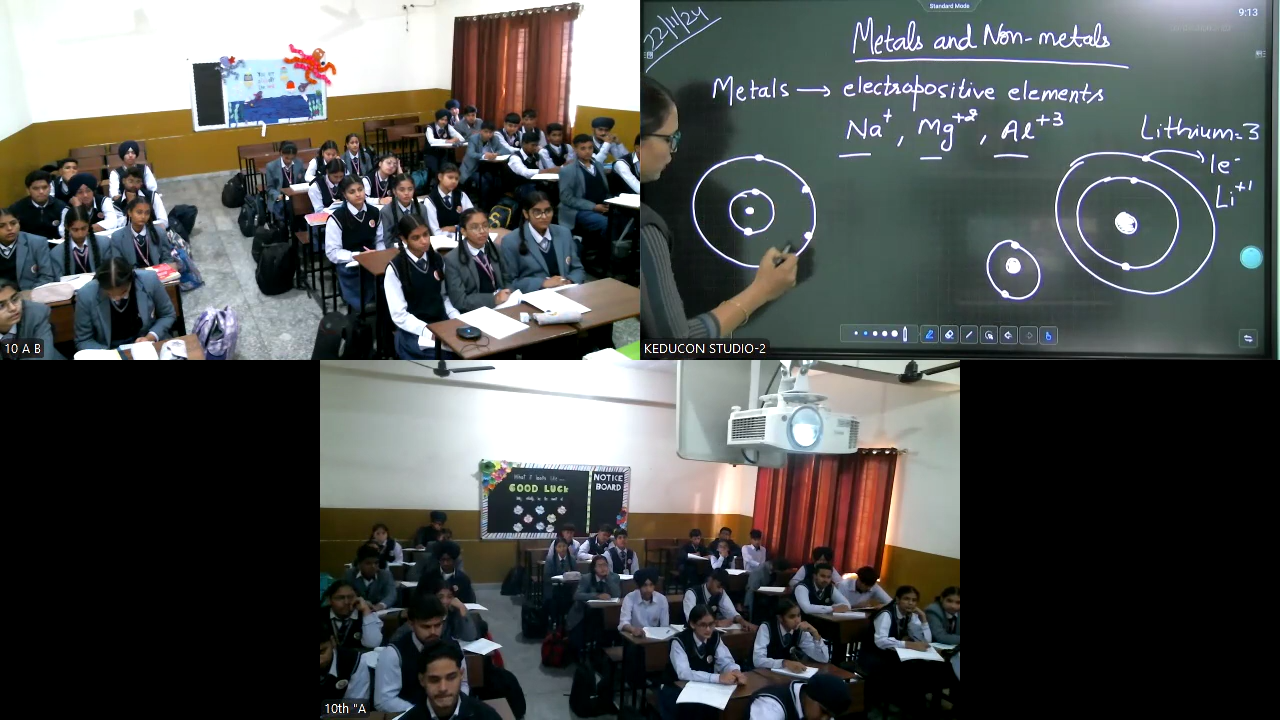 Standard Mode
9:13
22/11/24
Metals and Non-metals
Metals → electropositive elements
Na⁺, Mg⁺², Al⁺³
Lithium=3
1e⁻
Li⁺¹
10 A B
KEDUCON STUDIO-2
GOOD LUCK
NOTICE
BOARD
10th "A